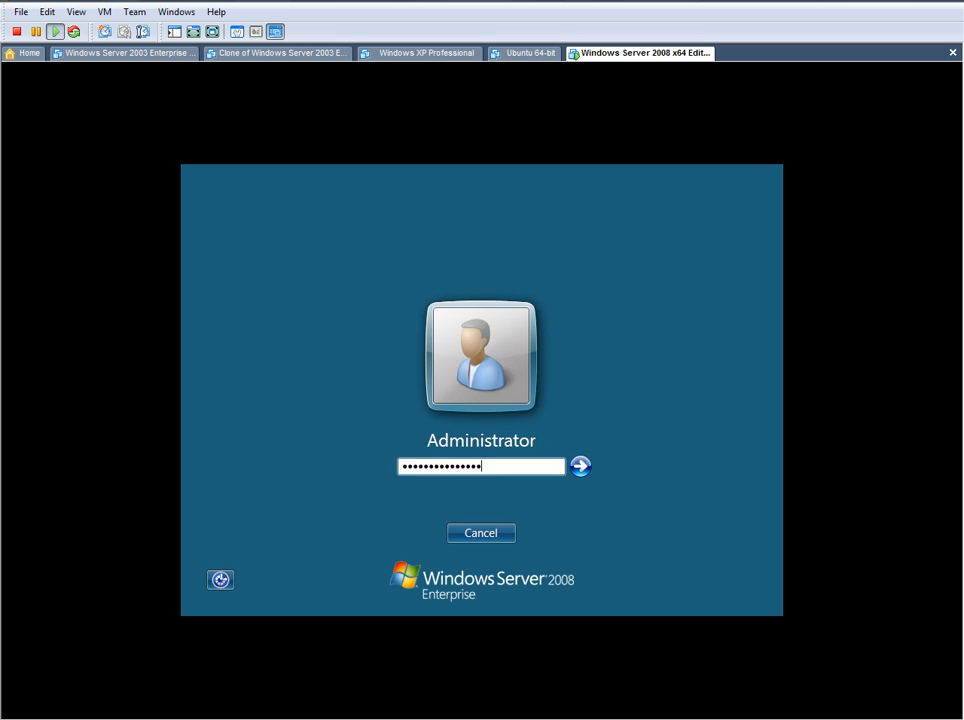 File Edit View VM Team Windows Help
Home Windows Server 2003 Enterprise ... Clone of Windows Server 2003 E... Windows XP Professional Ubuntu 64-bit Windows Server 2008 x64 Edit...
Administrator
•••••••••••••••
Cancel
Windows Server 2008
Enterprise